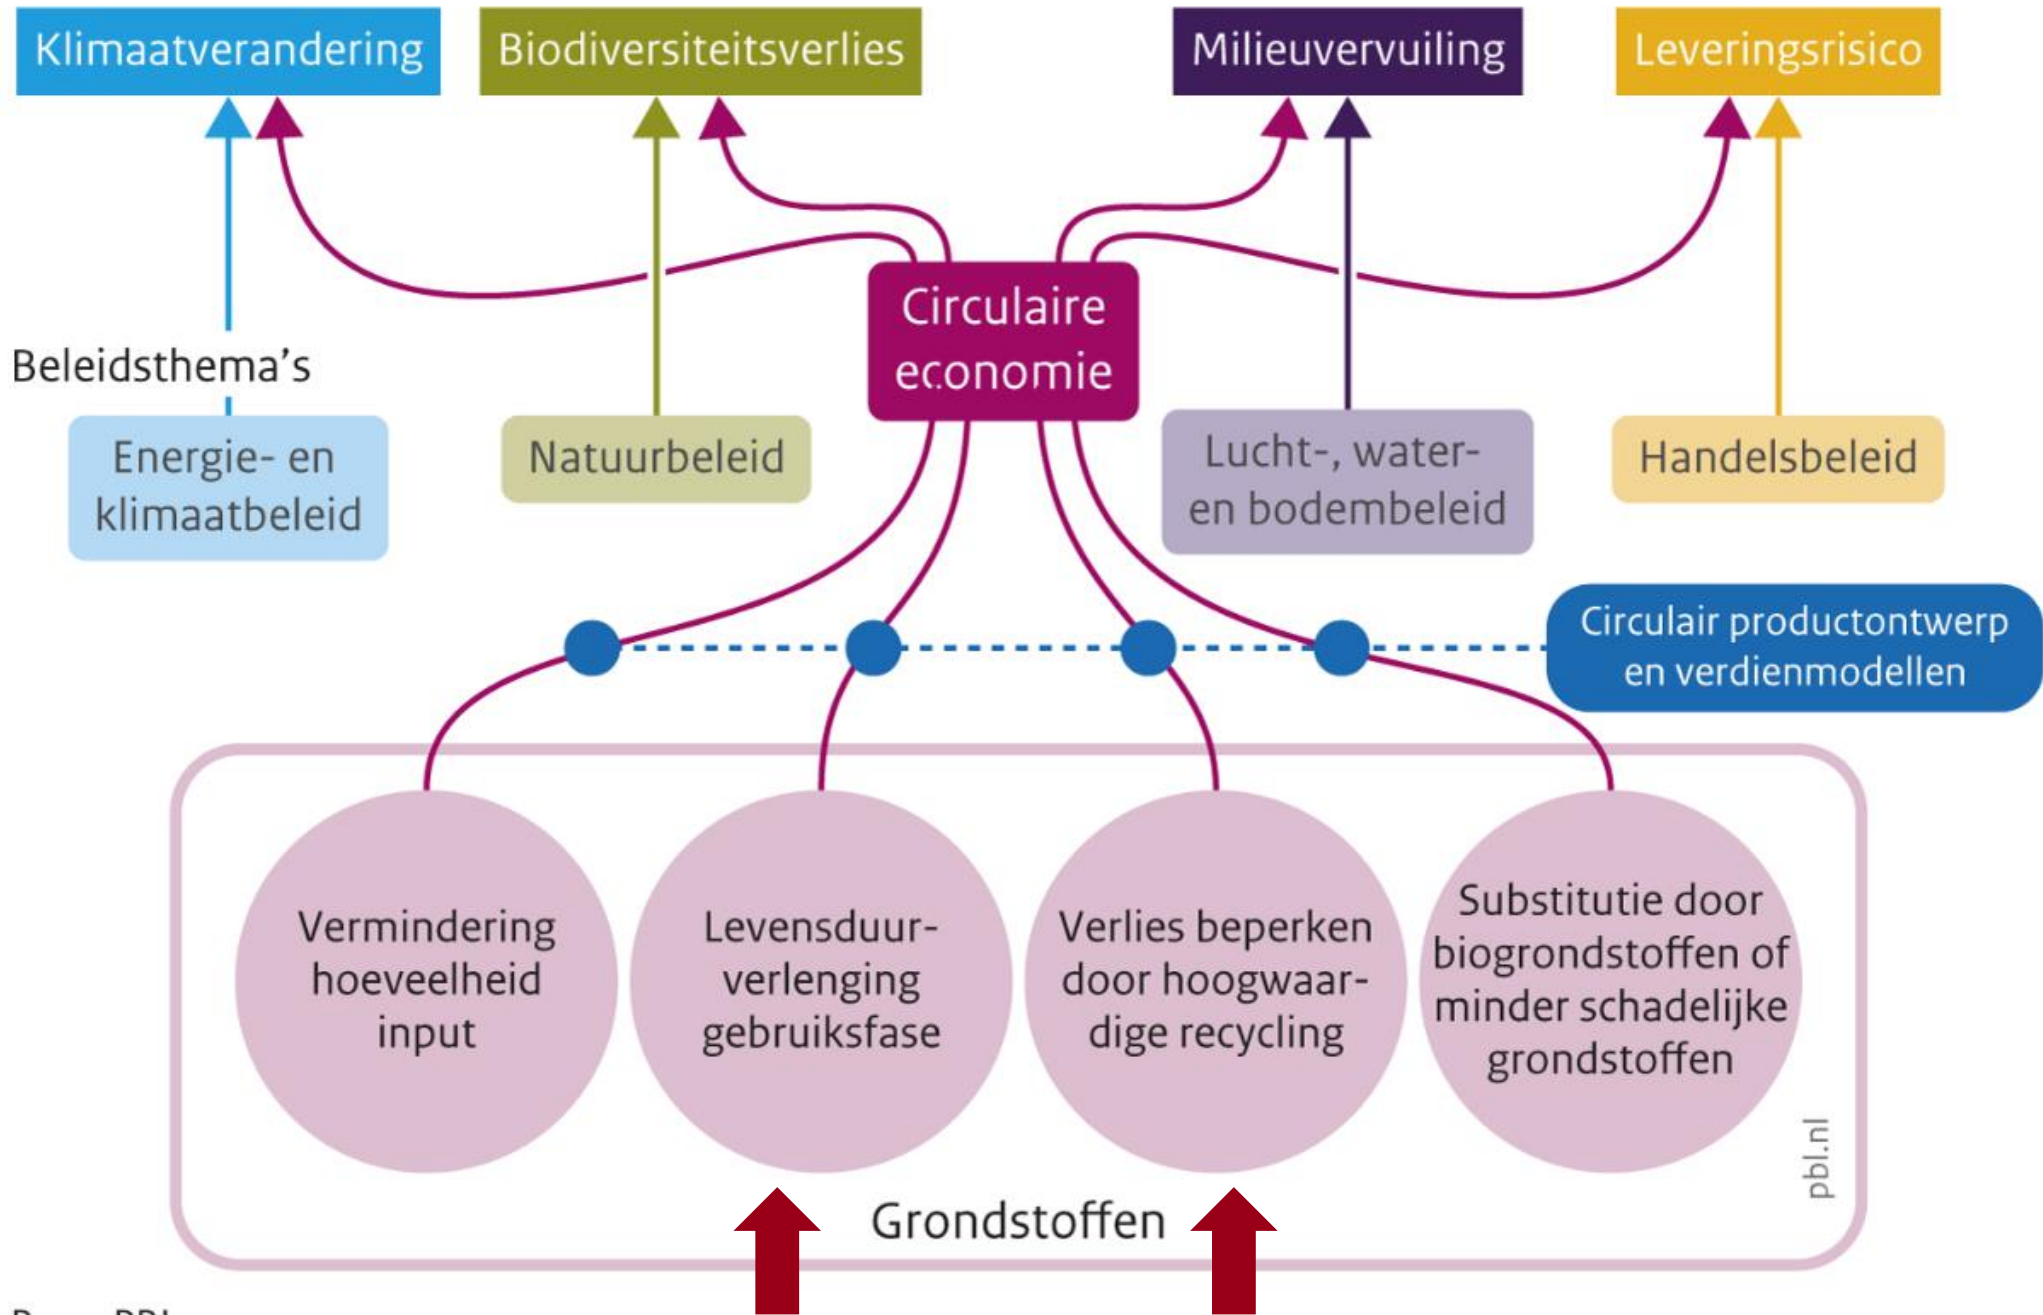 Klimaatverandering
Biodiversiteitsverlies
Milieuvervuiling
Leveringsrisico
Circulaire
economie
Beleidsthema’s
Energie- en
klimaatbeleid
Natuurbeleid
Lucht-, water-
en bodembeleid
Handelsbeleid
Circulair productontwerp
en verdienmodellen
Vermindering
hoeveelheid
input
Levensduur-
verlenging
gebruiksfase
Verlies beperken
door hoogwaar-
dige recycling
Substitutie door
biogrondstoffen of
minder schadelijke
grondstoffen
pbl.nl
Grondstoffen